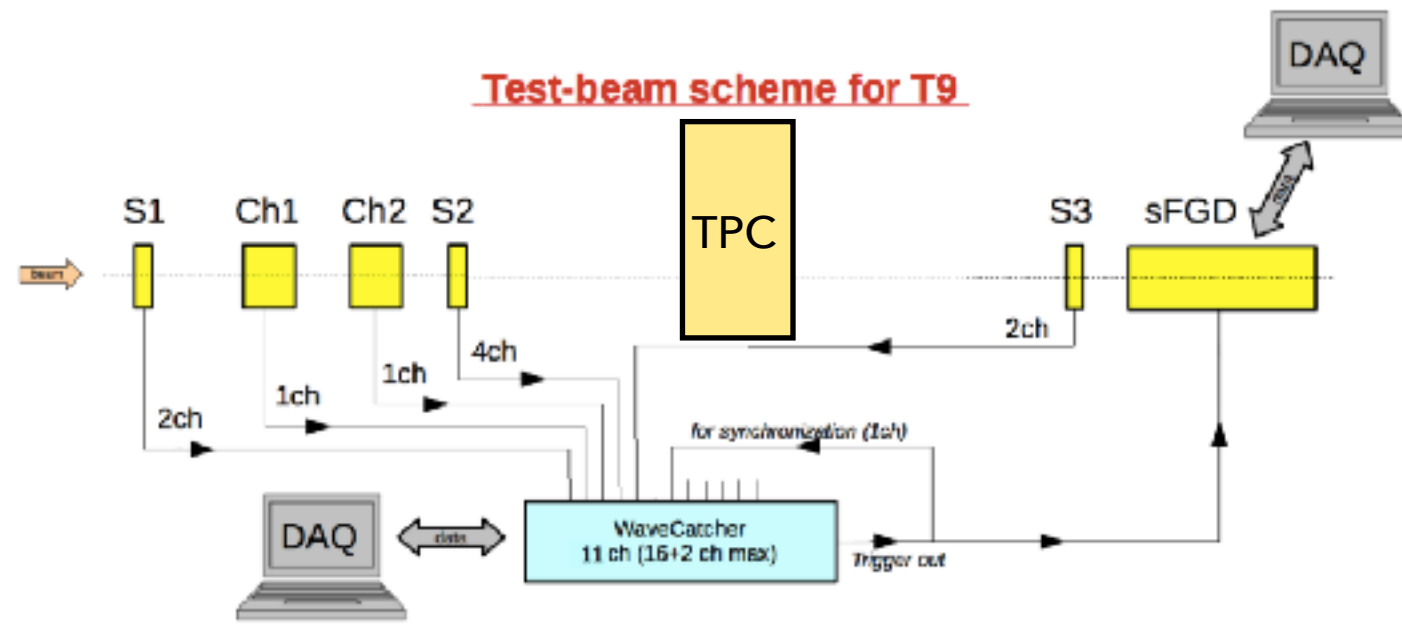 Test-beam scheme for T9
DAQ
S1 Ch1 Ch2 S2 TPC S3 sFGD
data
beam
2ch
1ch
1ch
4ch
2ch
for synchronization (1ch)
DAQ
data
WaveCatcher
11 ch (16+2 ch max)
Trigger out